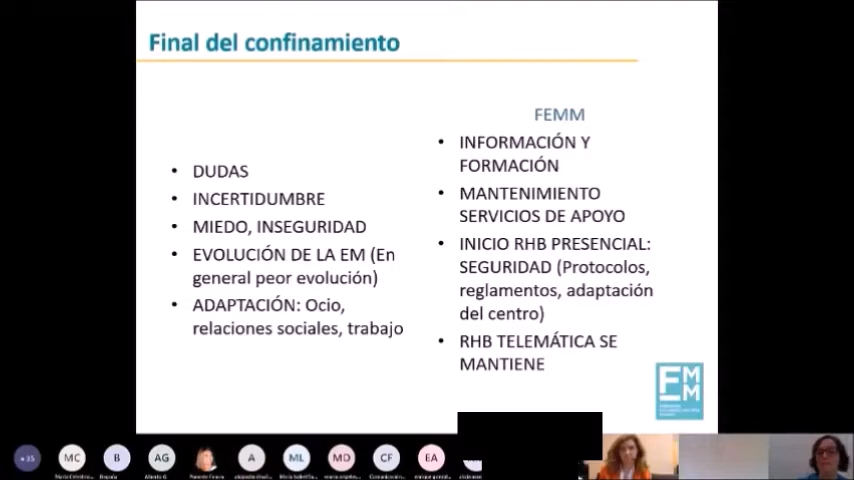 Final del confinamiento
• DUDAS
• INCERTIDUMBRE
• MIEDO, INSEGURIDAD
• EVOLUCIÓN DE LA EM (En
general peor evolución)
• ADAPTACIÓN: Ocio,
relaciones sociales, trabajo
FEMM
• INFORMACIÓN Y
FORMACIÓN
• MANTENIMIENTO
SERVICIOS DE APOYO
• INICIO RHB PRESENCIAL:
SEGURIDAD (Protocolos,
reglamentos, adaptación
del centro)
• RHB TELEMÁTICA SE
MANTIENE
FEMM
+35
MC
B
AG
A
ML
MD
CF
EA